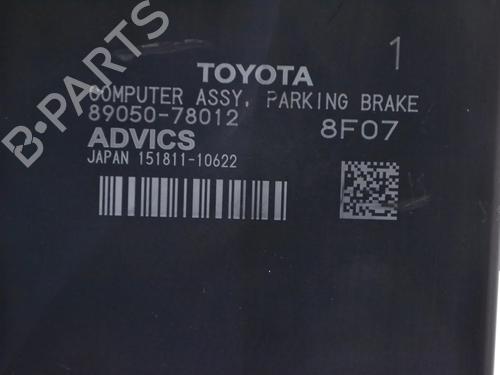 1
TOYOTA
COMPUTER ASSY, PARKING BRAKE
89050-78012 8F07
ADVICS
JAPAN 151811-10622
B-PARTS